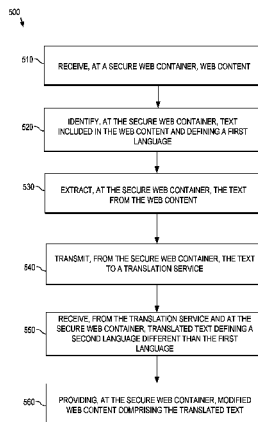 500
510
RECEIVE, AT A SECURE WEB CONTAINER, WEB CONTENT
520
IDENTIFY, AT THE SECURE WEB CONTAINER, TEXT
INCLUDED IN THE WEB CONTENT AND DEFINING A FIRST
LANGUAGE
530
EXTRACT, AT THE SECURE WEB CONTAINER, THE TEXT
FROM THE WEB CONTENT
540
TRANSMIT, FROM THE SECURE WEB CONTAINER, THE TEXT
TO A TRANSLATION SERVICE
550
RECEIVE, FROM THE TRANSLATION SERVICE AND AT THE
SECURE WEB CONTAINER, TRANSLATED TEXT DEFINING A
SECOND LANGUAGE DIFFERENT THAN THE FIRST
LANGUAGE
560
PROVIDING, AT THE SECURE WEB CONTAINER, MODIFIED
WEB CONTENT COMPRISING THE TRANSLATED TEXT